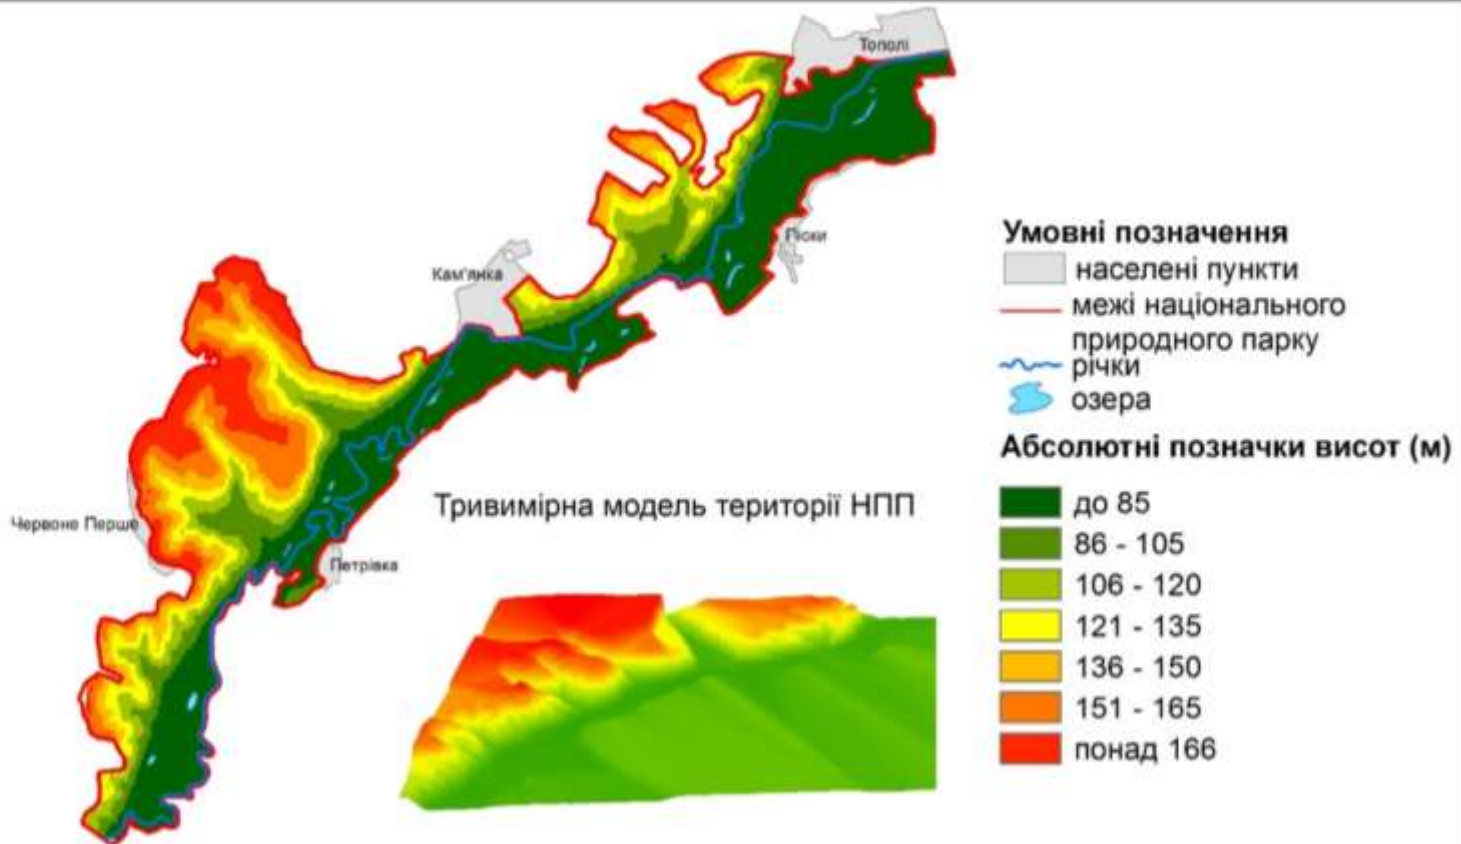 Тополі
Піски
Кам'янка
Червоне Перше
Петрівка
Тривимірна модель території НПП
Умовні позначення
населені пункти
межі національного
природного парку
річки
озера
Абсолютні позначки висот (м)
до 85
86 - 105
106 - 120
121 - 135
136 - 150
151 - 165
понад 166